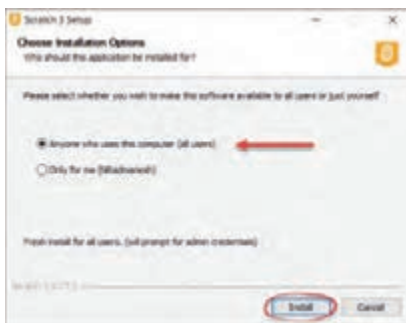 Scratch 3 Setup
Choose Installation Options
Who should this application be installed for?
Please select whether you wish to make this software available to all users or just yourself
Anyone who uses this computer (all users)
Only for me
Fresh install for all users. (will prompt for admin credentials)
Install Cancel